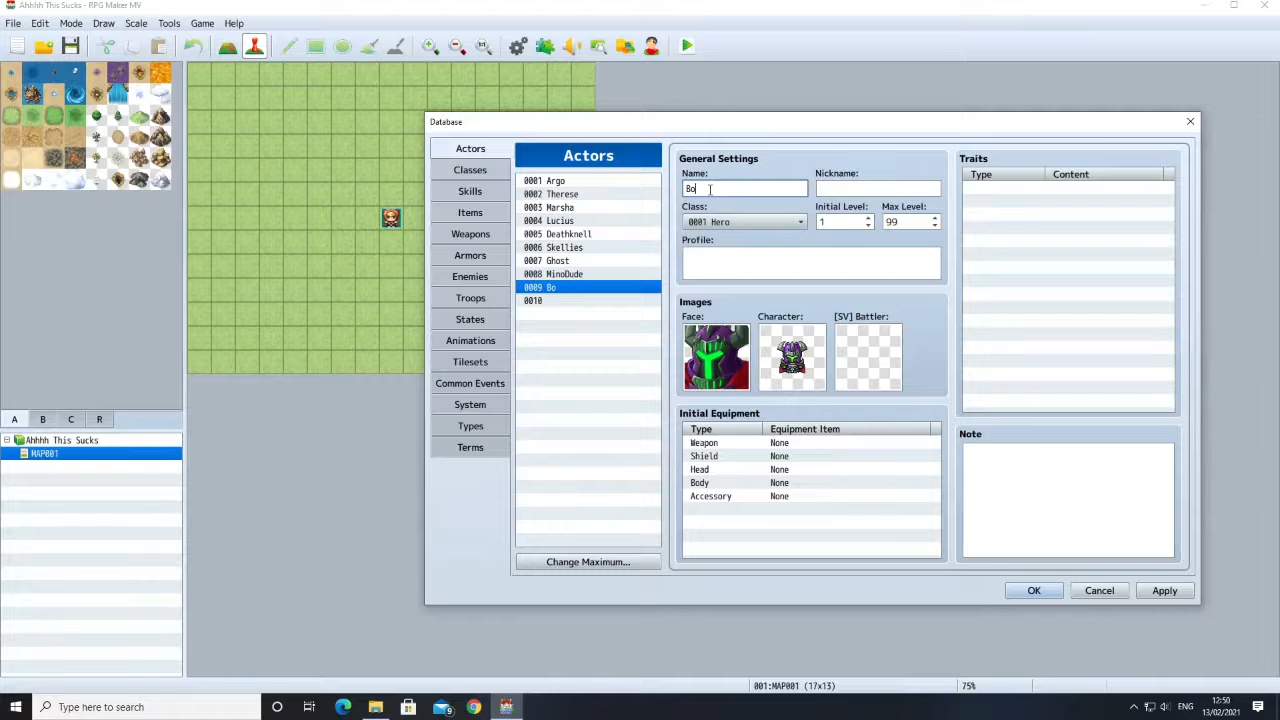 Ahhhh This Sucks - RPG Maker MV
File Edit Mode Draw Scale Tools Game Help
Database
Actors
Classes
Skills
Items
Weapons
Armors
Enemies
Troops
States
Animations
Tilesets
Common Events
System
Types
Terms
Actors
0001 Argo
0002 Therese
0003 Marsha
0004 Lucius
0005 Deathknell
0006 Skellies
0007 Ghost
0008 MinoDude
0009 Bo
0010
Change Maximum...
General Settings
Name: Nickname:
Bo
Class: Initial Level: Max Level:
0001 Hero 1 99
Profile:
Images
Face: Character: [SV] Battler:
Initial Equipment
Type Equipment Item
Weapon None
Shield None
Head None
Body None
Accessory None
Traits
Type Content
Note
OK Cancel Apply
A B C R
Ahhhh This Sucks
MAP001
001:MAP001 (17x13) 75%
Type here to search
9
ENG
12:50
13/02/2021